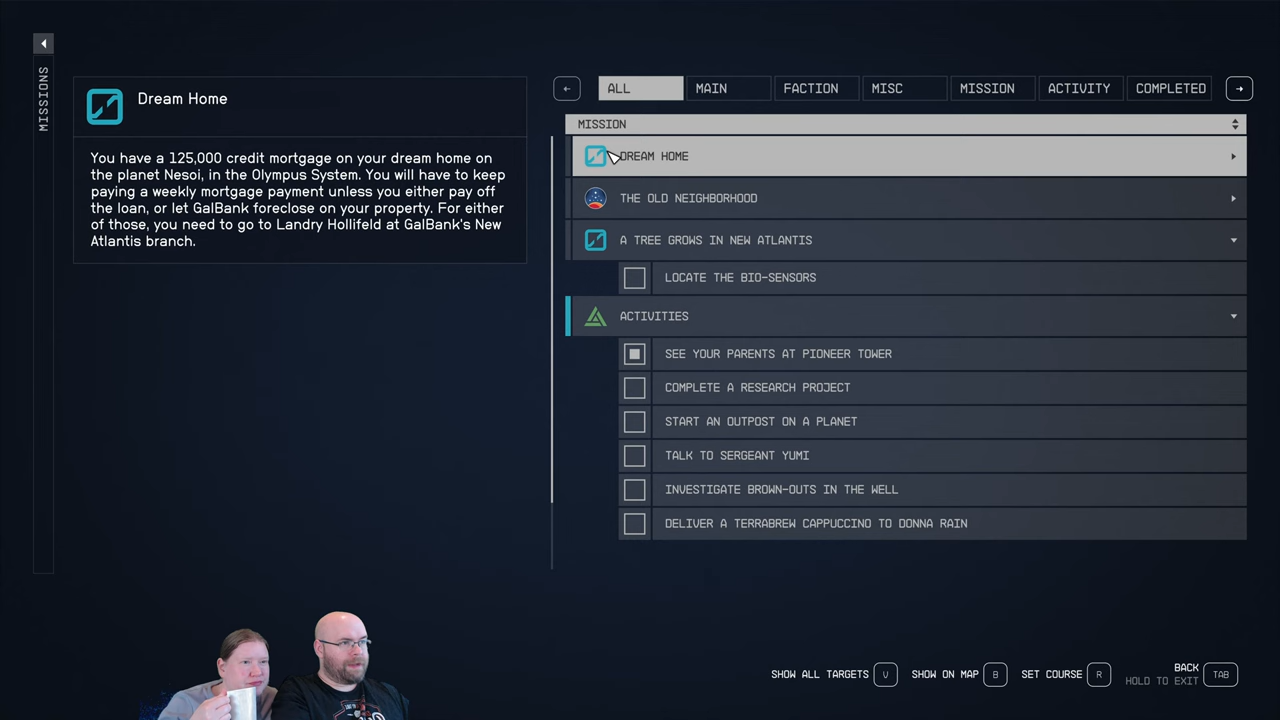 MISSIONS
Dream Home
You have a 125,000 credit mortgage on your dream home on
the planet Nesoi, in the Olympus System. You will have to keep
paying a weekly mortgage payment unless you either pay off
the loan, or let GalBank foreclose on your property. For either
of those, you need to go to Landry Hollifeld at GalBank's New
Atlantis branch.
ALL
MAIN
FACTION
MISC
MISSION
ACTIVITY
COMPLETED
MISSION
DREAM HOME
THE OLD NEIGHBORHOOD
A TREE GROWS IN NEW ATLANTIS
LOCATE THE BIO-SENSORS
ACTIVITIES
SEE YOUR PARENTS AT PIONEER TOWER
COMPLETE A RESEARCH PROJECT
START AN OUTPOST ON A PLANET
TALK TO SERGEANT YUMI
INVESTIGATE BROWN-OUTS IN THE WELL
DELIVER A TERRABREW CAPPUCCINO TO DONNA RAIN
SHOW ALL TARGETS V
SHOW ON MAP B
SET COURSE R
BACK
HOLD TO EXIT
TAB